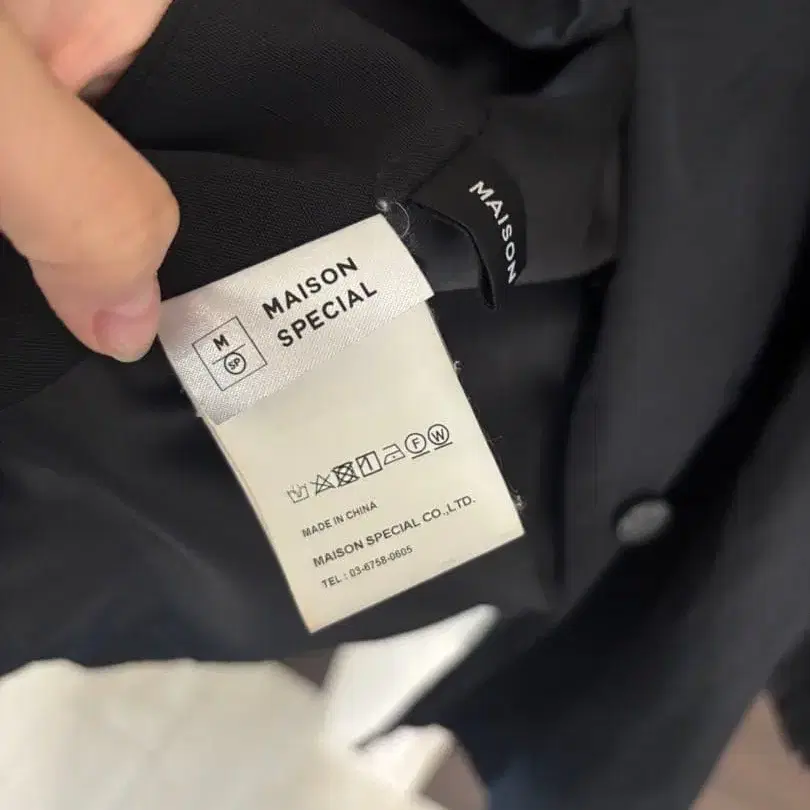 MAISON
MAISON
SPECIAL
M
SP
F W
MADE IN CHINA
MAISON SPECIAL CO.,LTD.
TEL : 03-6758-0605